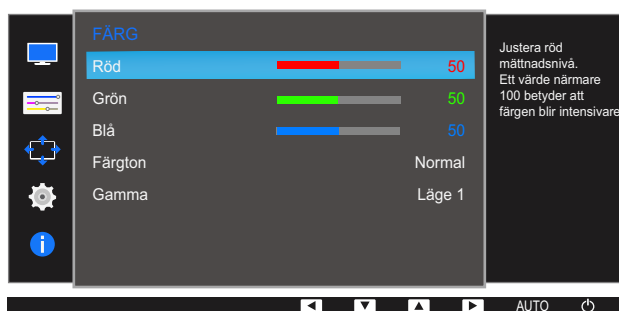 FÄRG
Röd 50
Grön 50
Blå 50
Färgton Normal
Gamma Läge 1
Justera röd
mättnadsnivå.
Ett värde närmare
100 betyder att
färgen blir intensivare
AUTO